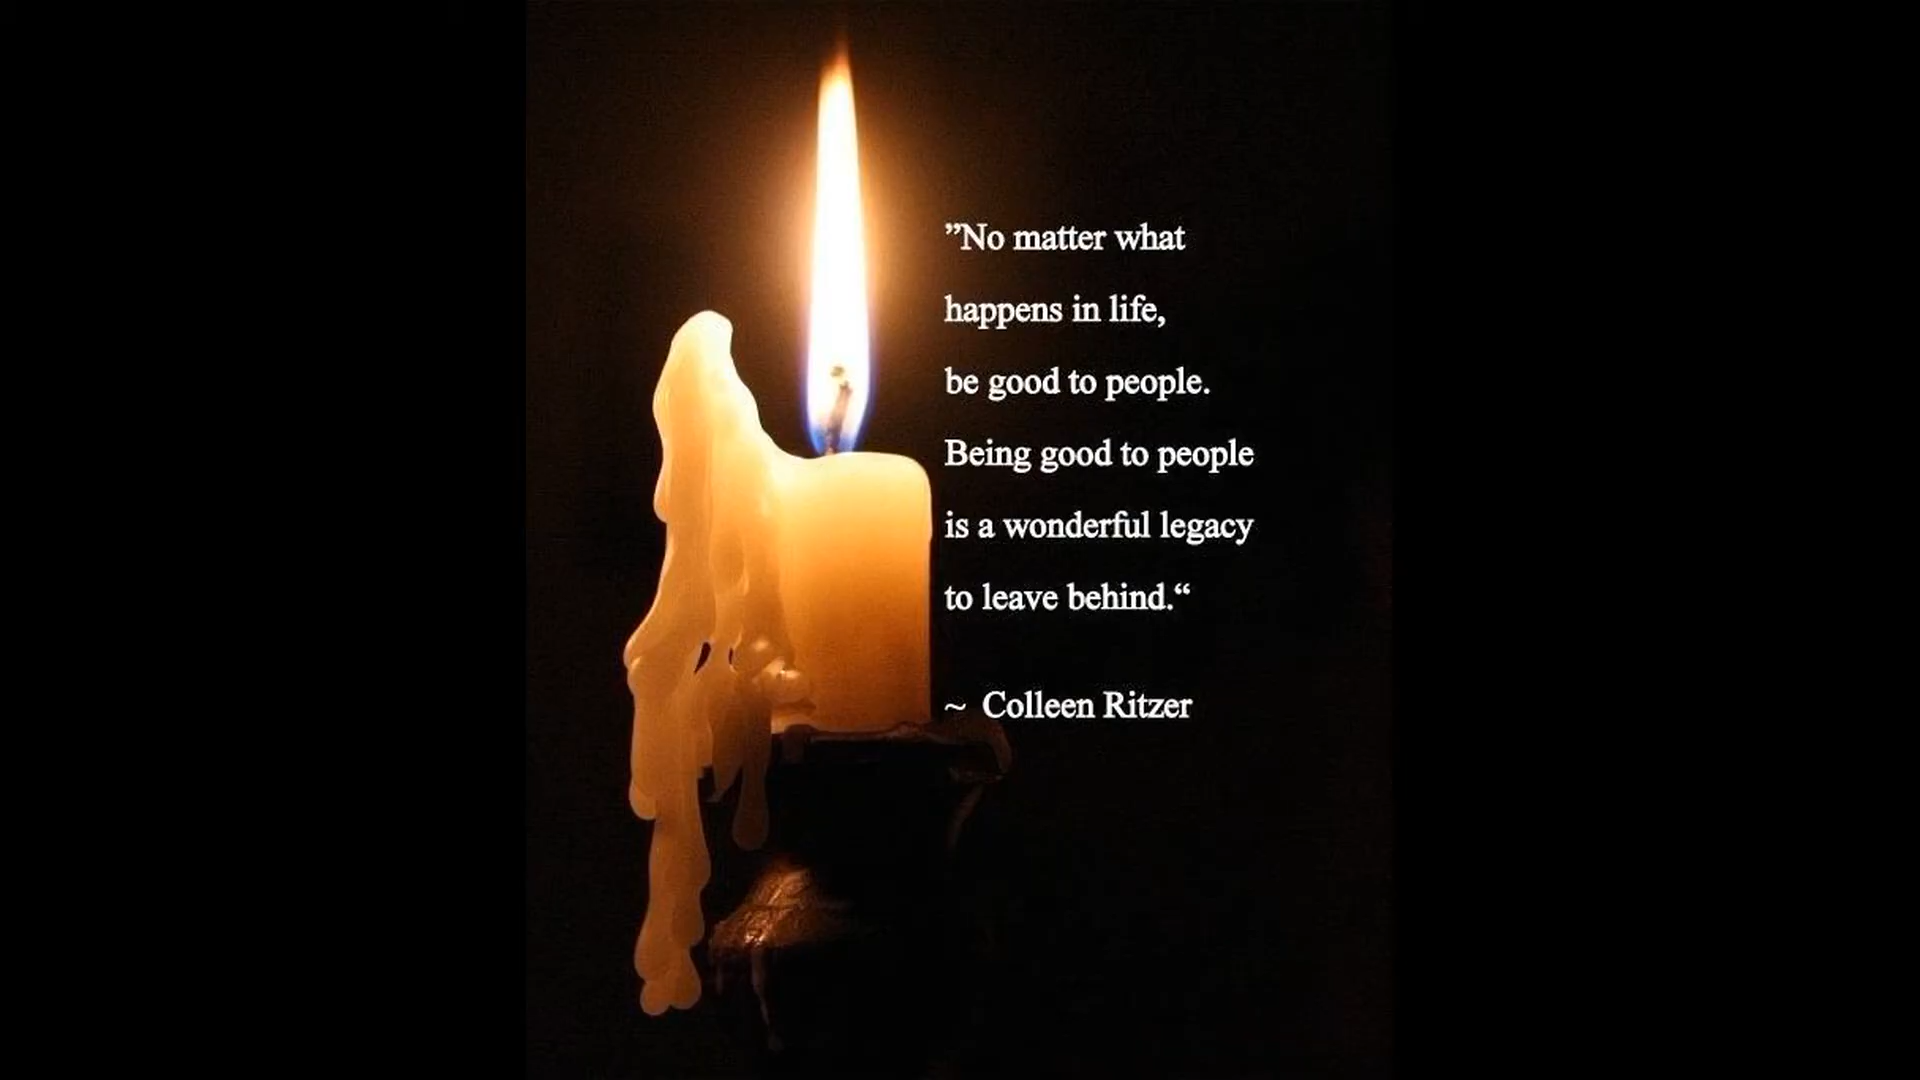 ”No matter what
happens in life,
be good to people.
Being good to people
is a wonderful legacy
to leave behind.“
~ Colleen Ritzer